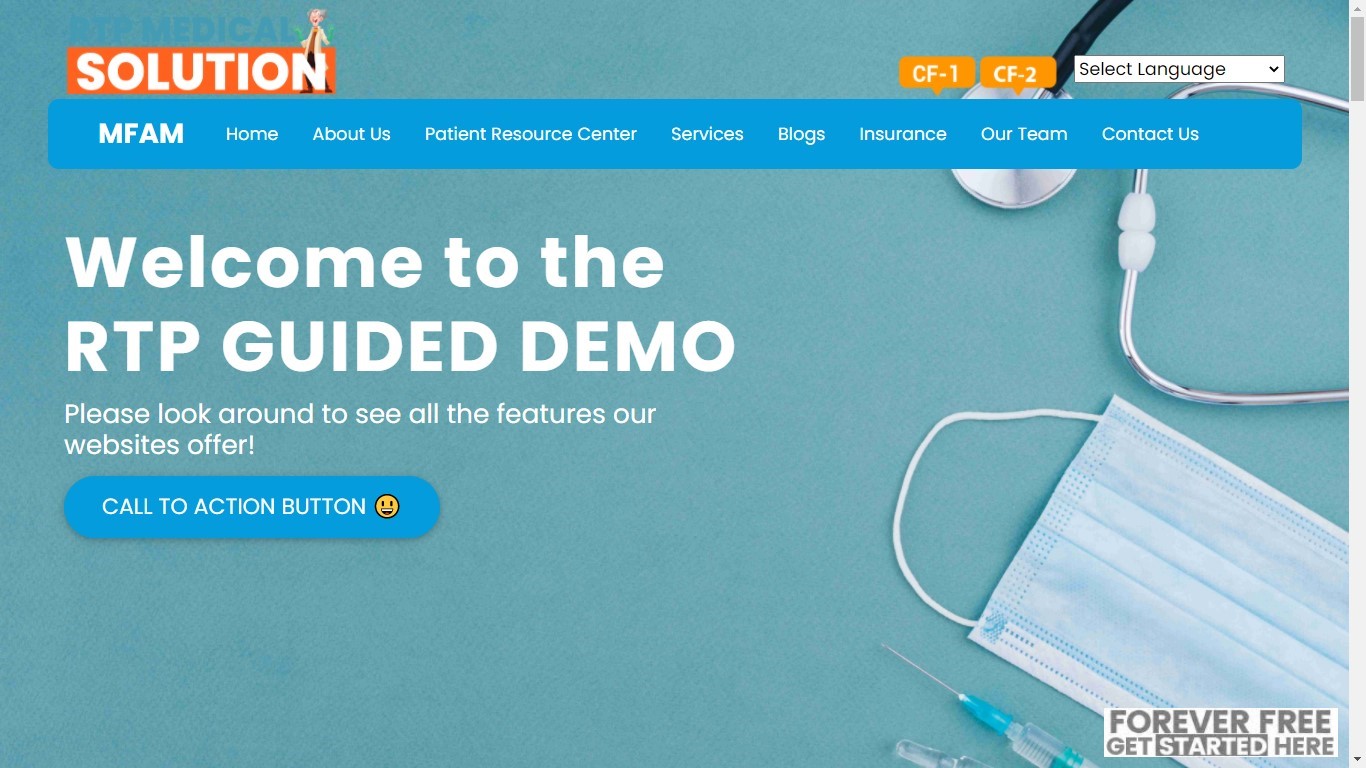 RTP MEDICAL
SOLUTION
CF-1 CF-2 Select Language
MFAM Home About Us Patient Resource Center Services Blogs Insurance Our Team Contact Us
Welcome to the
RTP GUIDED DEMO
Please look around to see all the features our
websites offer!
CALL TO ACTION BUTTON 😃
FOREVER FREE
GET STARTED HERE